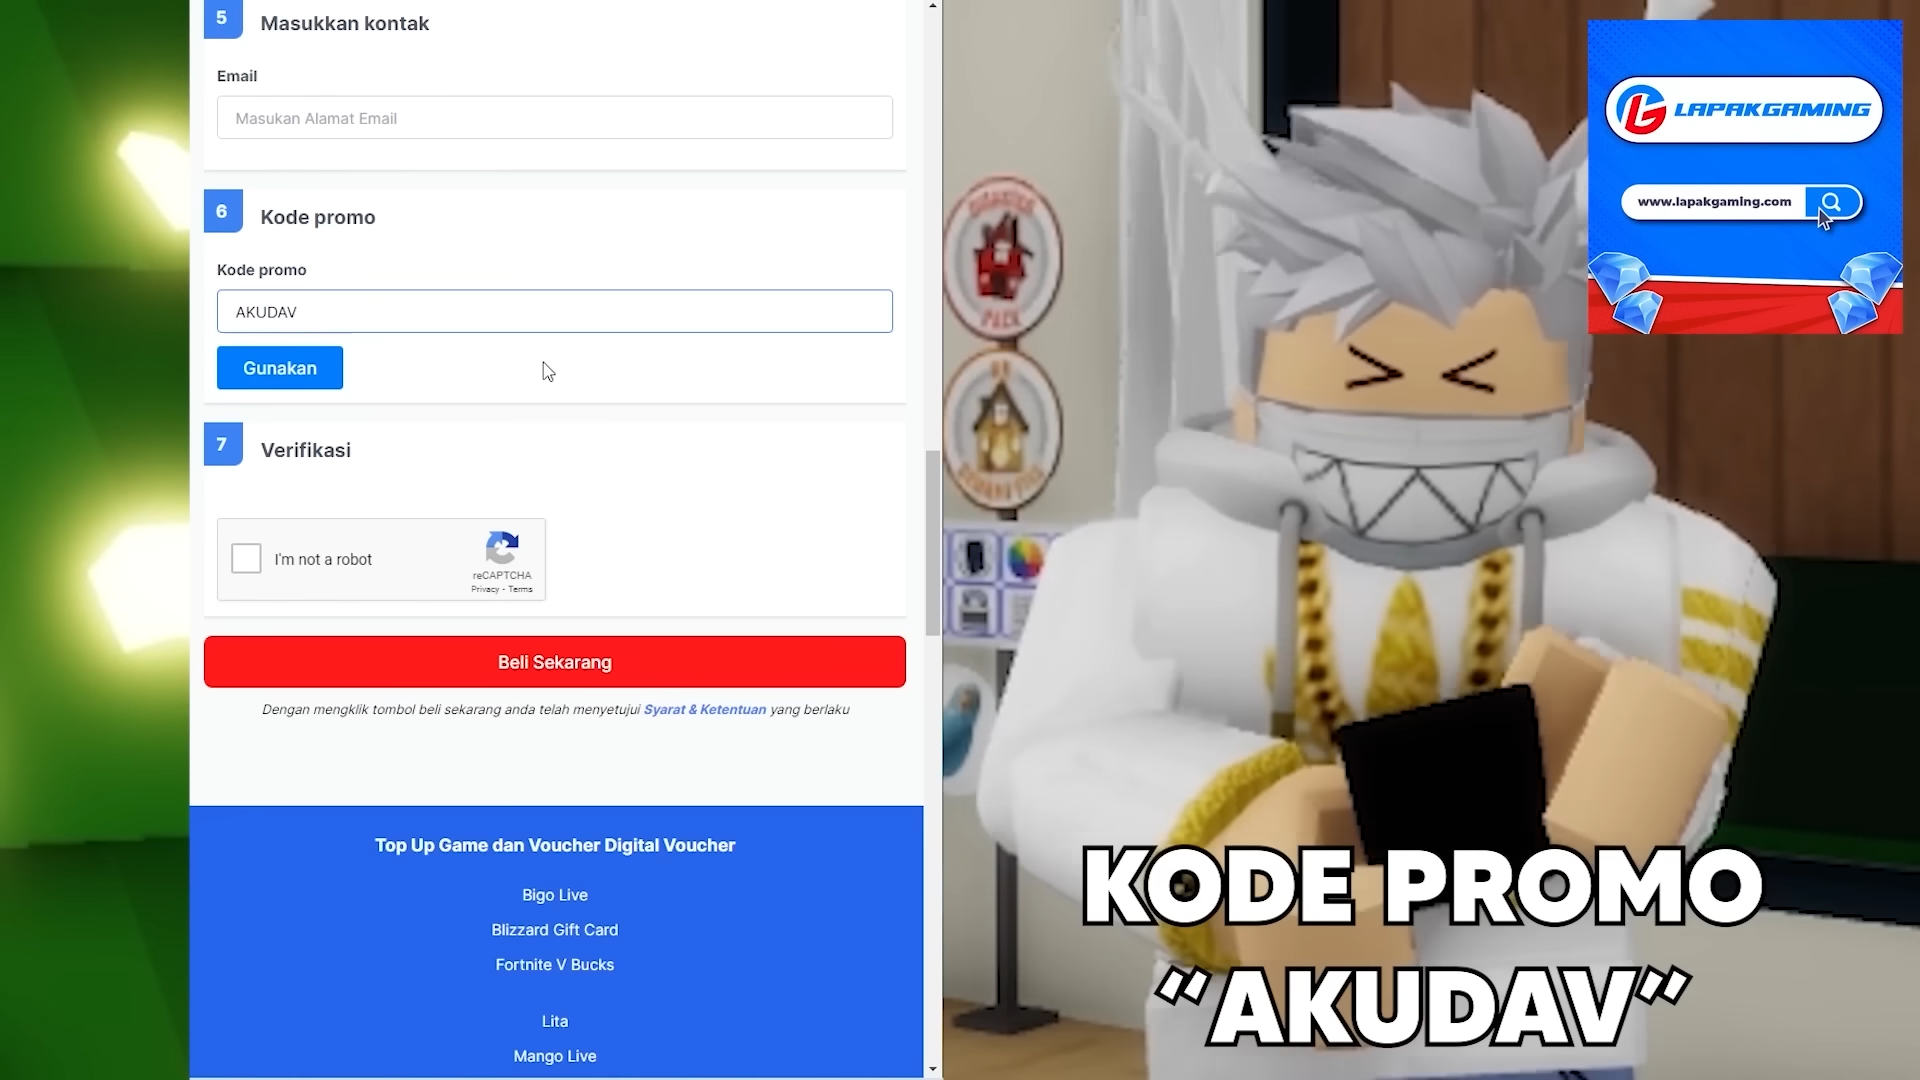 5
Masukkan kontak
Email
Masukan Alamat Email
6
Kode promo
Kode promo
AKUDAV
Gunakan
7
Verifikasi
I'm not a robot
reCAPTCHA
Privacy - Terms
Beli Sekarang
Dengan mengklik tombol beli sekarang anda telah menyetujui Syarat & Ketentuan yang berlaku
Top Up Game dan Voucher Digital Voucher
Bigo Live
Blizzard Gift Card
Fortnite V Bucks
Lita
Mango Live
LAPAKGAMING
www.lapakgaming.com
DISASTER
PACK
KODE PROMO
“AKUDAV”